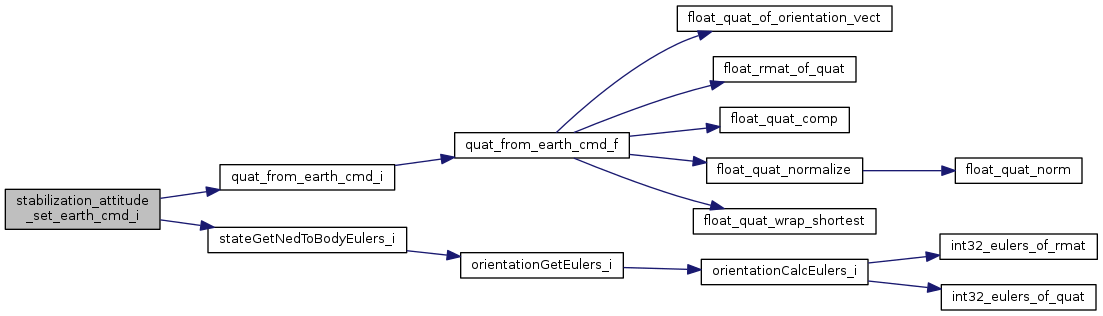 float_quat_of_orientation_vect
float_rmat_of_quat
float_quat_comp
quat_from_earth_cmd_f
float_quat_normalize
float_quat_norm
quat_from_earth_cmd_i
stabilization_attitude
_set_earth_cmd_i
float_quat_wrap_shortest
stateGetNedToBodyEulers_i
int32_eulers_of_rmat
orientationGetEulers_i
orientationCalcEulers_i
int32_eulers_of_quat